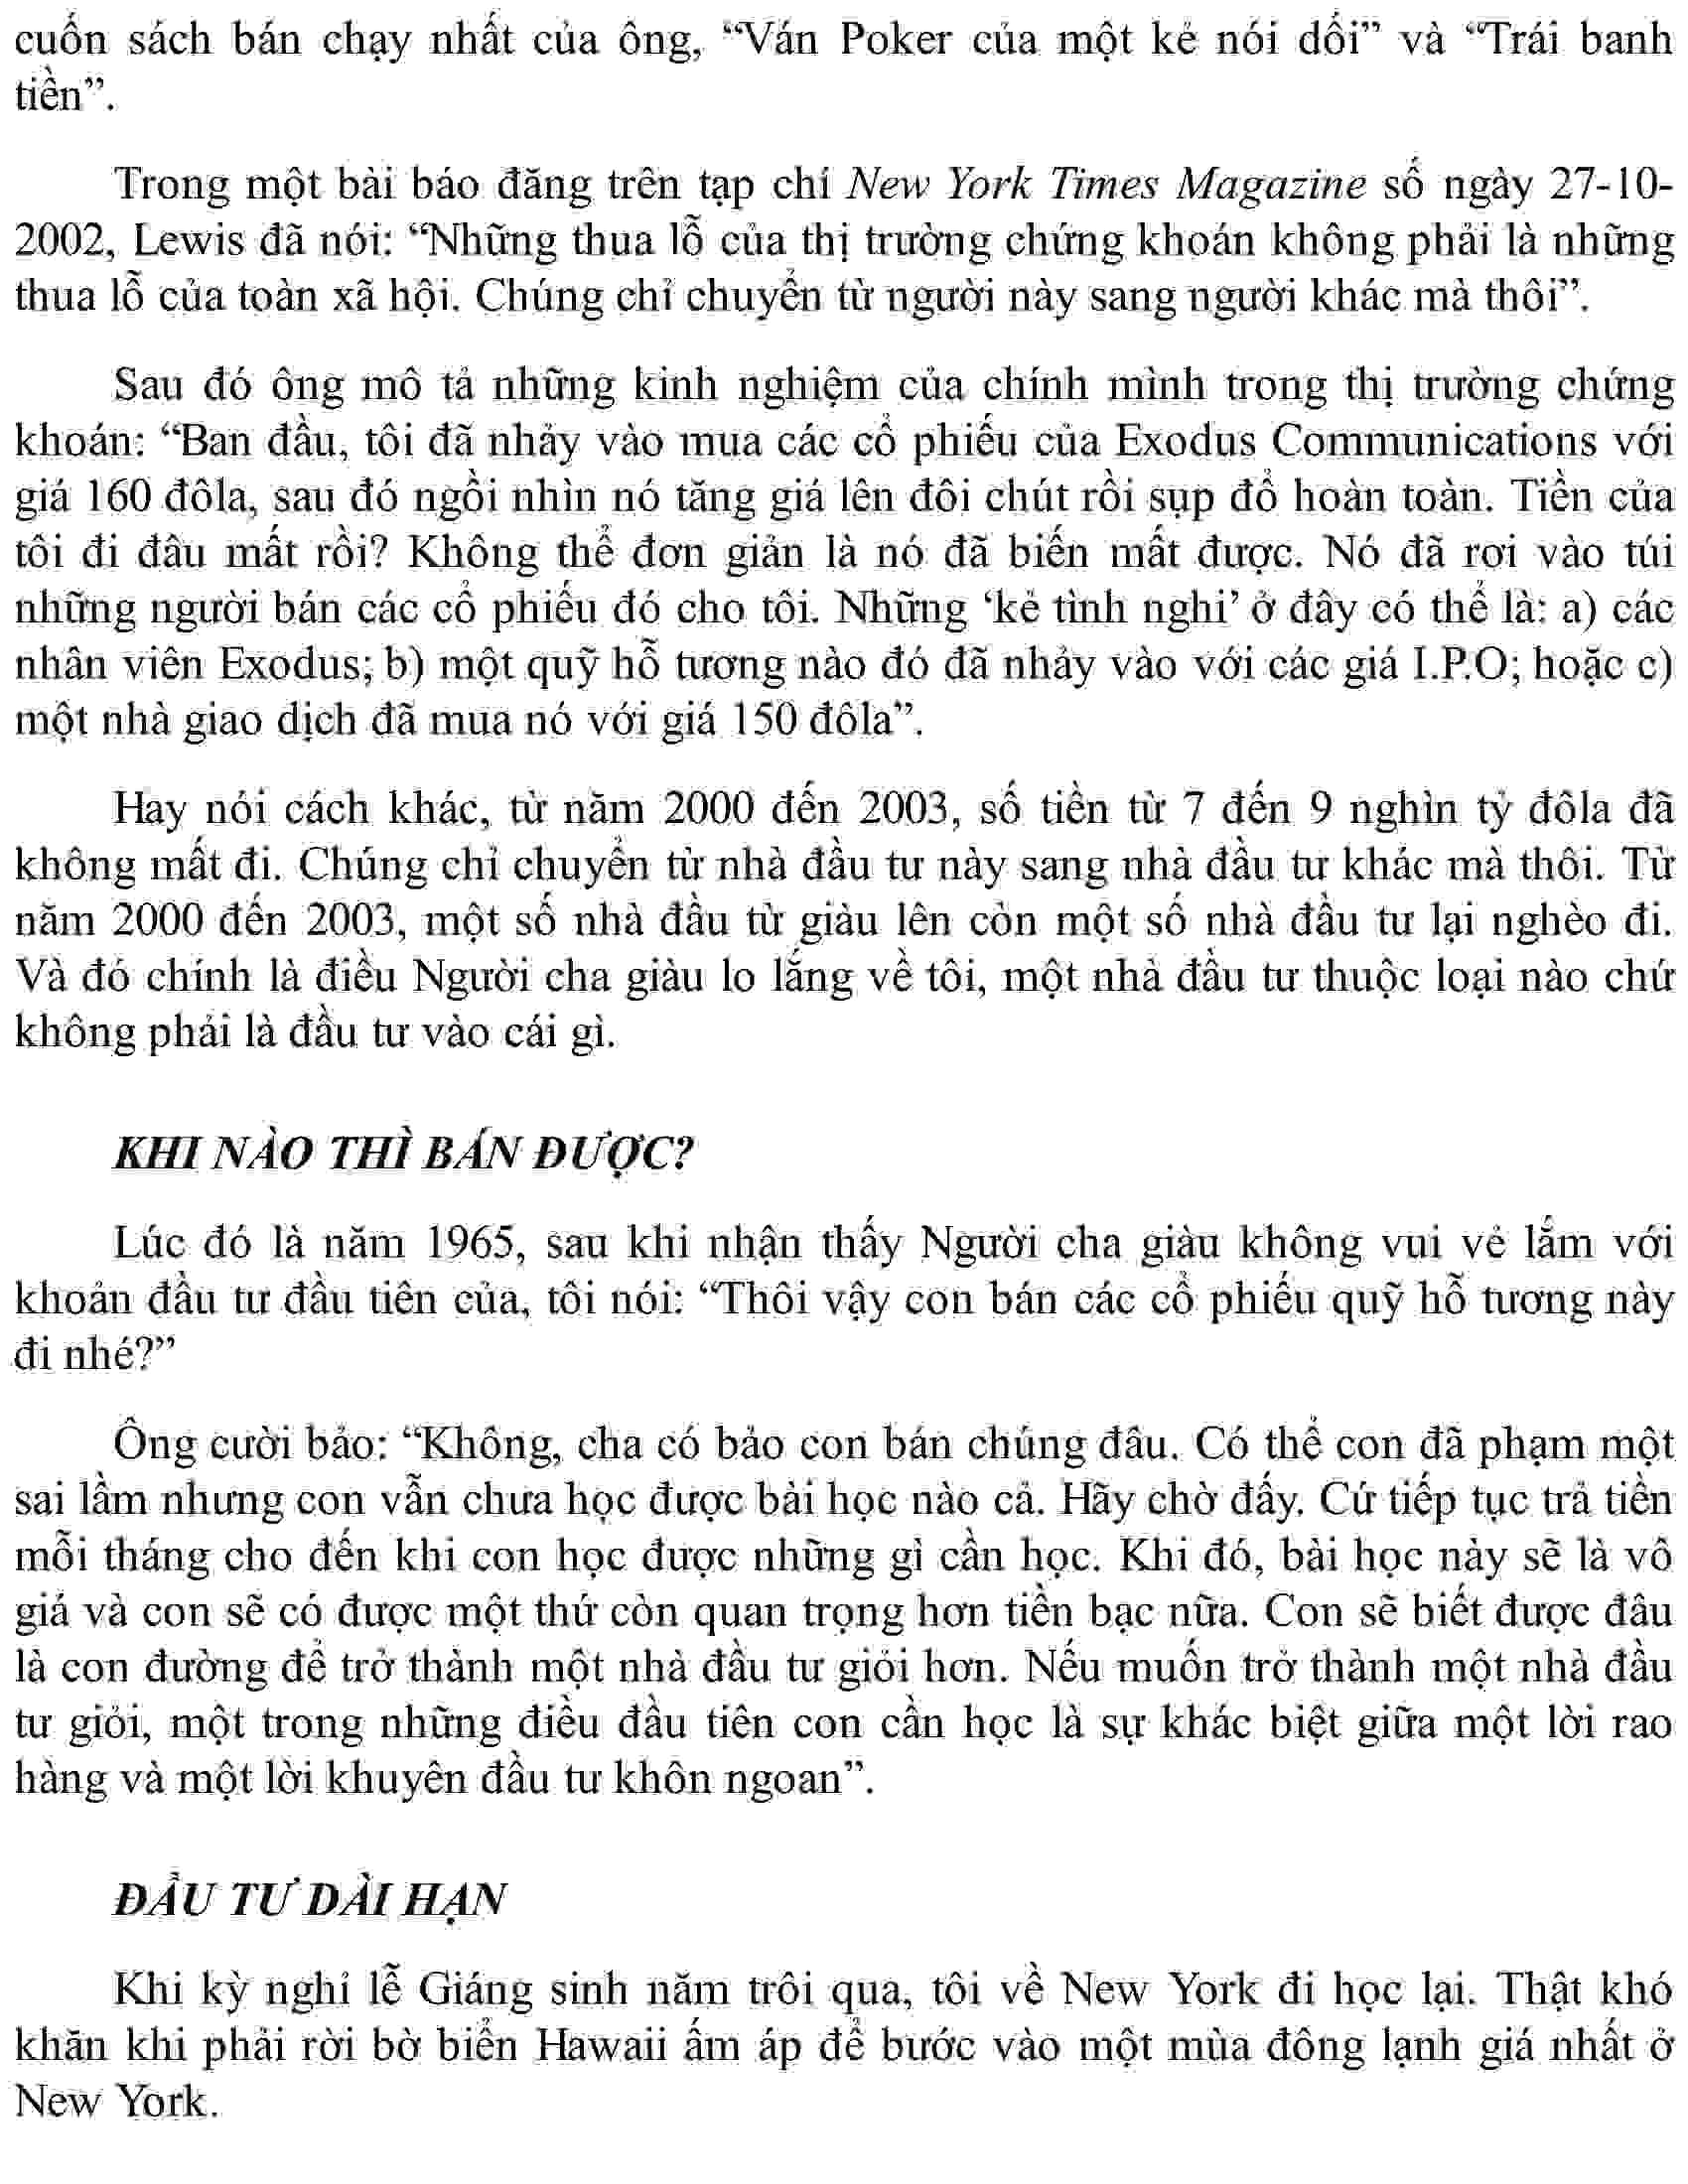 cuốn sách bán chạy nhất của ông, “Ván Poker của một kẻ nói dối” và “Trái banh
tiền”.
Trong một bài báo đăng trên tạp chí New York Times Magazine số ngày 27-10-
2002, Lewis đã nói: “Những thua lỗ của thị trường chứng khoán không phải là những
thua lỗ của toàn xã hội. Chúng chỉ chuyển từ người này sang người khác mà thôi”.
Sau đó ông mô tả những kinh nghiệm của chính mình trong thị trường chứng
khoán: “Ban đầu, tôi đã nhảy vào mua các cổ phiếu của Exodus Communications với
giá 160 đôla, sau đó ngồi nhìn nó tăng giá lên đôi chút rồi sụp đổ hoàn toàn. Tiền của
tôi đi đâu mất rồi? Không thể đơn giản là nó đã biến mất được. Nó đã rơi vào túi
những người bán các cổ phiếu đó cho tôi. Những ‘kẻ tình nghi’ ở đây có thể là: a) các
nhân viên Exodus; b) một quỹ hỗ tương nào đó đã nhảy vào với các giá I.P.O; hoặc c)
một nhà giao dịch đã mua nó với giá 150 đôla”.
Hay nói cách khác, từ năm 2000 đến 2003, số tiền từ 7 đến 9 nghìn tỷ đôla đã
không mất đi. Chúng chỉ chuyển từ nhà đầu tư này sang nhà đầu tư khác mà thôi. Từ
năm 2000 đến 2003, một số nhà đầu từ giàu lên còn một số nhà đầu tư lại nghèo đi.
Và đó chính là điều Người cha giàu lo lắng về tôi, một nhà đầu tư thuộc loại nào chứ
không phải là đầu tư vào cái gì.
KHI NÀO THÌ BÁN ĐƯỢC?
Lúc đó là năm 1965, sau khi nhận thấy Người cha giàu không vui vẻ lắm với
khoản đầu tư đầu tiên của, tôi nói: “Thôi vậy con bán các cổ phiếu quỹ hỗ tương này
đi nhé?”
Ông cười bảo: “Không, cha có bảo con bán chúng đâu. Có thể con đã phạm một
sai lầm nhưng con vẫn chưa học được bài học nào cả. Hãy chờ đấy. Cứ tiếp tục trả tiền
mỗi tháng cho đến khi con học được những gì cần học. Khi đó, bài học này sẽ là vô
giá và con sẽ có được một thứ còn quan trọng hơn tiền bạc nữa. Con sẽ biết được đâu
là con đường để trở thành một nhà đầu tư giỏi hơn. Nếu muốn trở thành một nhà đầu
tư giỏi, một trong những điều đầu tiên con cần học là sự khác biệt giữa một lời rao
hàng và một lời khuyên đầu tư khôn ngoan”.
ĐẦU TƯ DÀI HẠN
Khi kỳ nghỉ lễ Giáng sinh năm trôi qua, tôi về New York đi học lại. Thật khó
khăn khi phải rời bờ biển Hawaii ấm áp để bước vào một mùa đông lạnh giá nhất ở
New York.